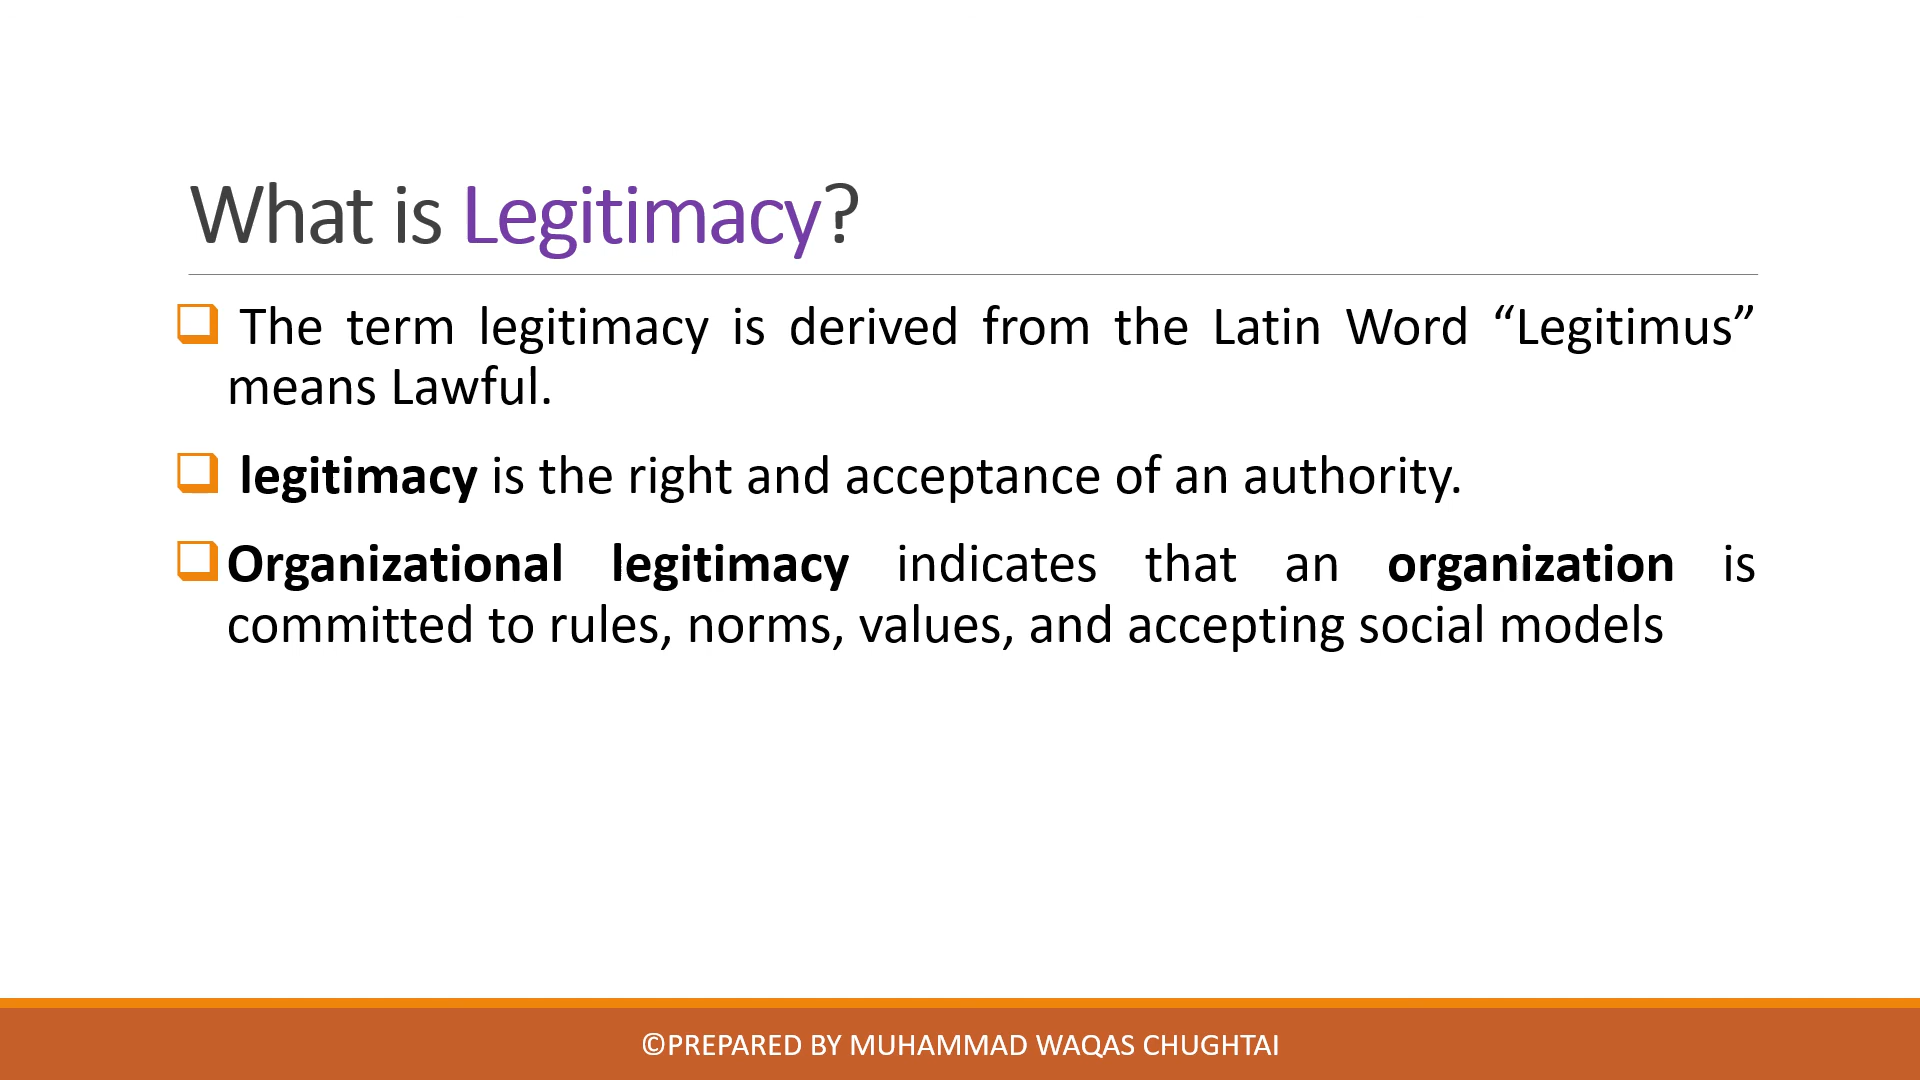 What is Legitimacy?
The term legitimacy is derived from the Latin Word “Legitimus”
means Lawful.
legitimacy is the right and acceptance of an authority.
Organizational legitimacy indicates that an organization is
committed to rules, norms, values, and accepting social models
©PREPARED BY MUHAMMAD WAQAS CHUGHTAI